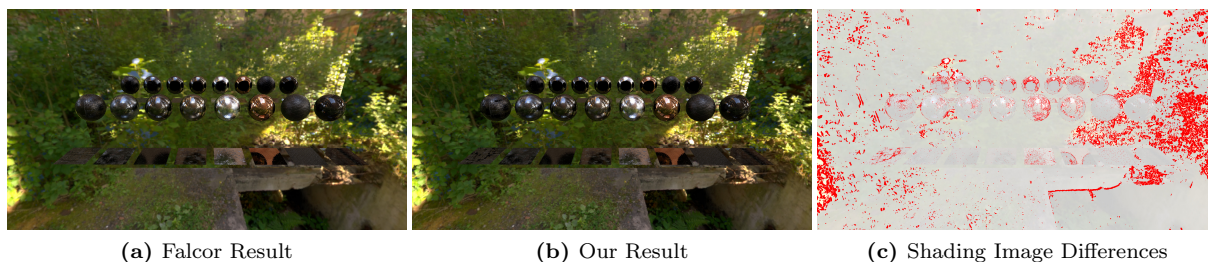 (a) Falcor Result
(b) Our Result
(c) Shading Image Differences